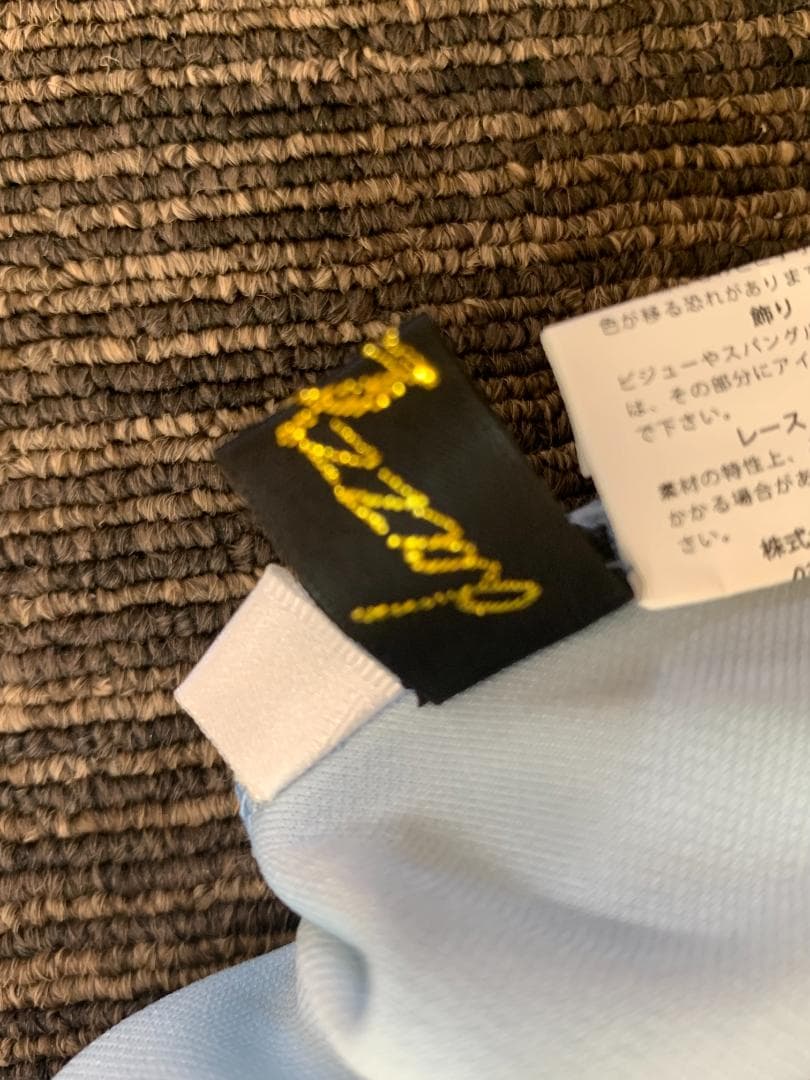 色が移る恐れがありま
飾り
ビジューやスパング
は、その部分にアイ
で下さい。
レース
素材の特性上、
かかる場合があ
さい。
株式